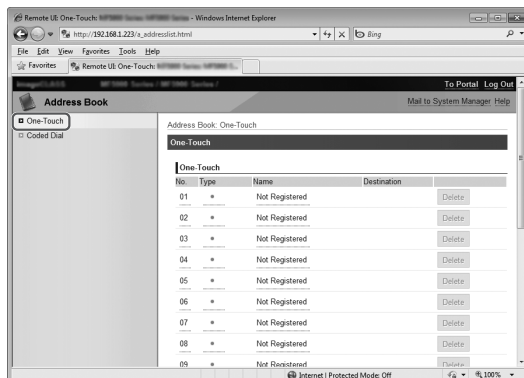 Remote UI: One-Touch: - Windows Internet Explorer
http://192.168.1.223/a_addresslist.html
Bing
File Edit View Favorites Tools Help
Favorites
Remote UI: One-Touch:
To Portal Log Out
Address Book
Mail to System Manager Help
One-Touch
Coded Dial
Address Book: One-Touch
One-Touch
One-Touch
No. Type Name Destination
01 Not Registered Delete
02 Not Registered Delete
03 Not Registered Delete
04 Not Registered Delete
05 Not Registered Delete
06 Not Registered Delete
07 Not Registered Delete
08 Not Registered Delete
09 Not Registered Delete
Internet | Protected Mode: Off
100%